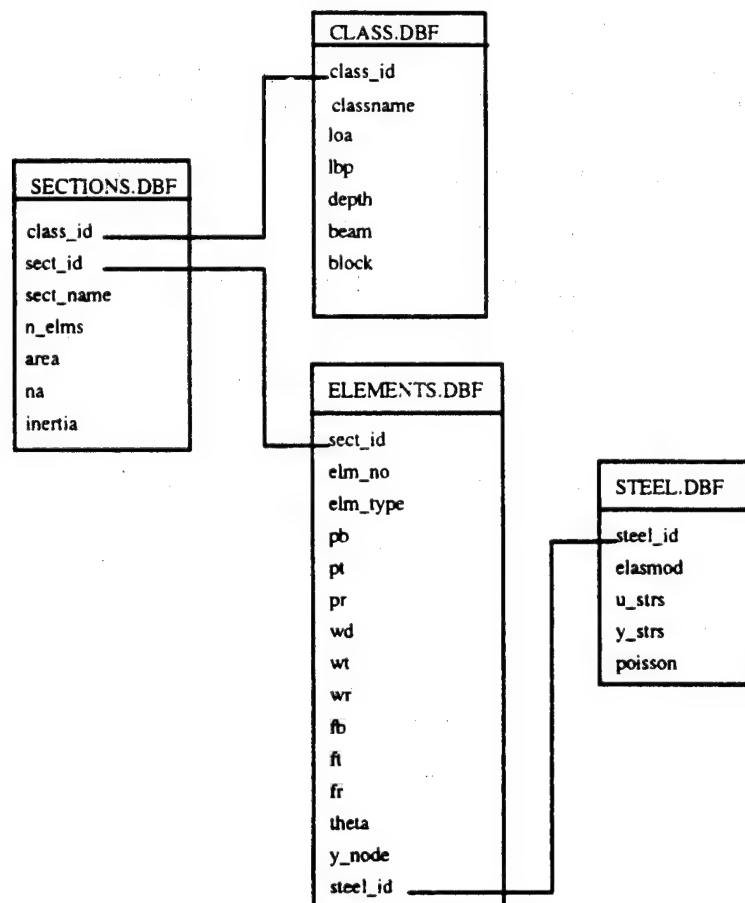 CLASS.DBF
class_id
classname
loa
lbp
depth
beam
block
SECTIONS.DBF
class_id
sect_id
sect_name
n_elms
area
na
inertia
ELEMENTS.DBF
sect_id
elm_no
elm_type
pb
pt
pr
wd
wt
wr
fb
ft
fr
theta
y_node
steel_id
STEEL.DBF
steel_id
elasmod
u_strs
y_strs
poisson